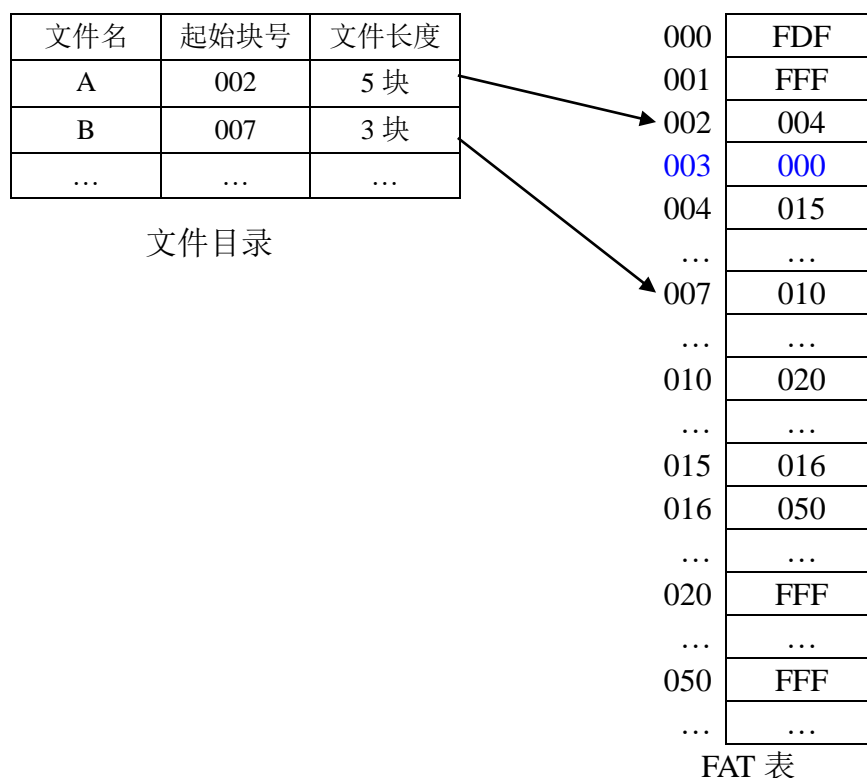 文件名 起始块号 文件长度
A 002 5 块
B 007 3 块
… … …
文件目录
000 FDF
001 FFF
002 004
003 000
004 015
… …
007 010
… …
010 020
… …
015 016
016 050
… …
020 FFF
… …
050 FFF
… …
FAT 表